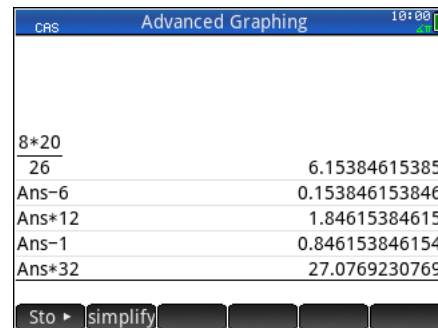 CAS Advanced Graphing 10:00
∠π
8*20
26 6.15384615385
Ans-6 0.153846153846
Ans*12 1.84615384615
Ans-1 0.846153846154
Ans*32 27.0769230769
Sto ► simplify